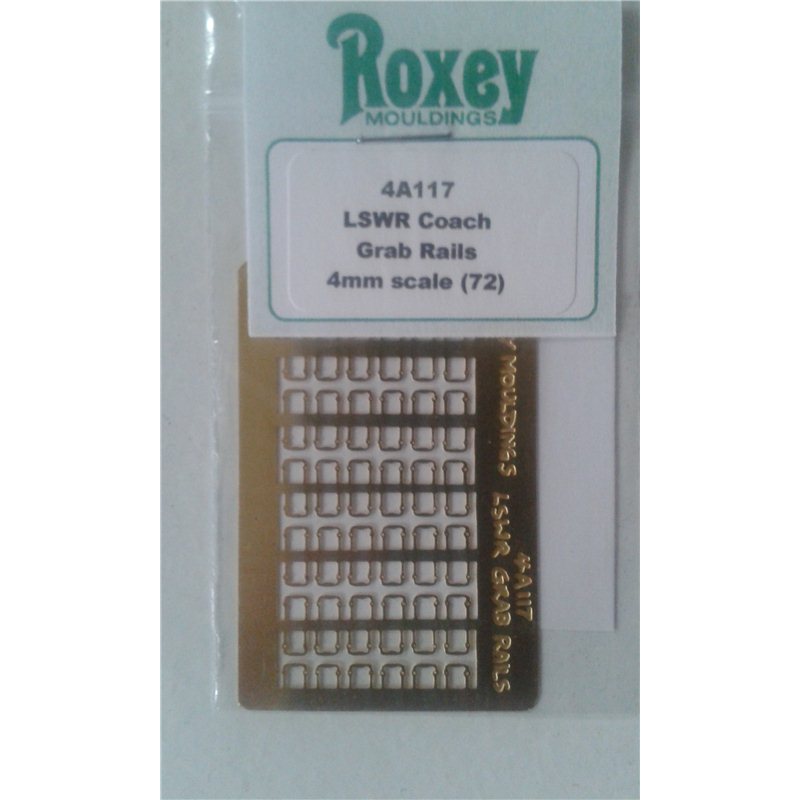 Roxey
MOULDINGS
4A117
LSWR Coach
Grab Rails
4mm scale (72)
MOULDINGS LSWR GRAB RAILS
4A117